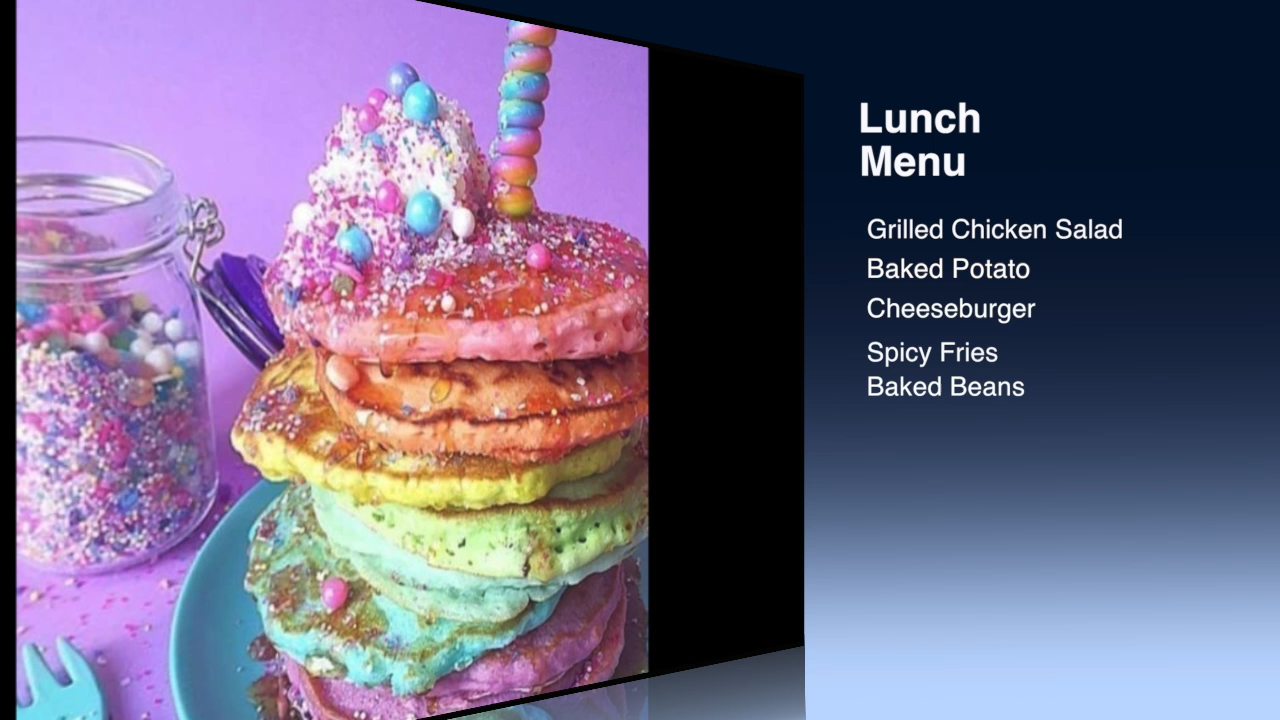 Lunch
Menu
Grilled Chicken Salad
Baked Potato
Cheeseburger
Spicy Fries
Baked Beans